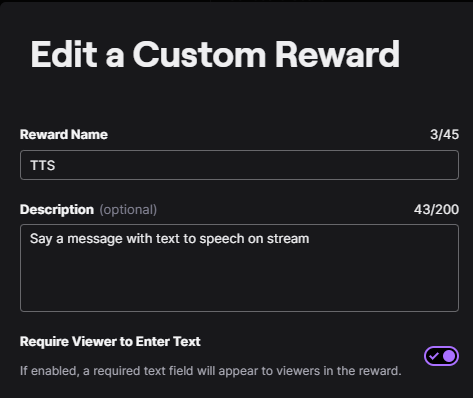 Edit a Custom Reward
Reward Name 3/45
TTS
Description (optional) 43/200
Say a message with text to speech on stream
Require Viewer to Enter Text
If enabled, a required text field will appear to viewers in the reward.